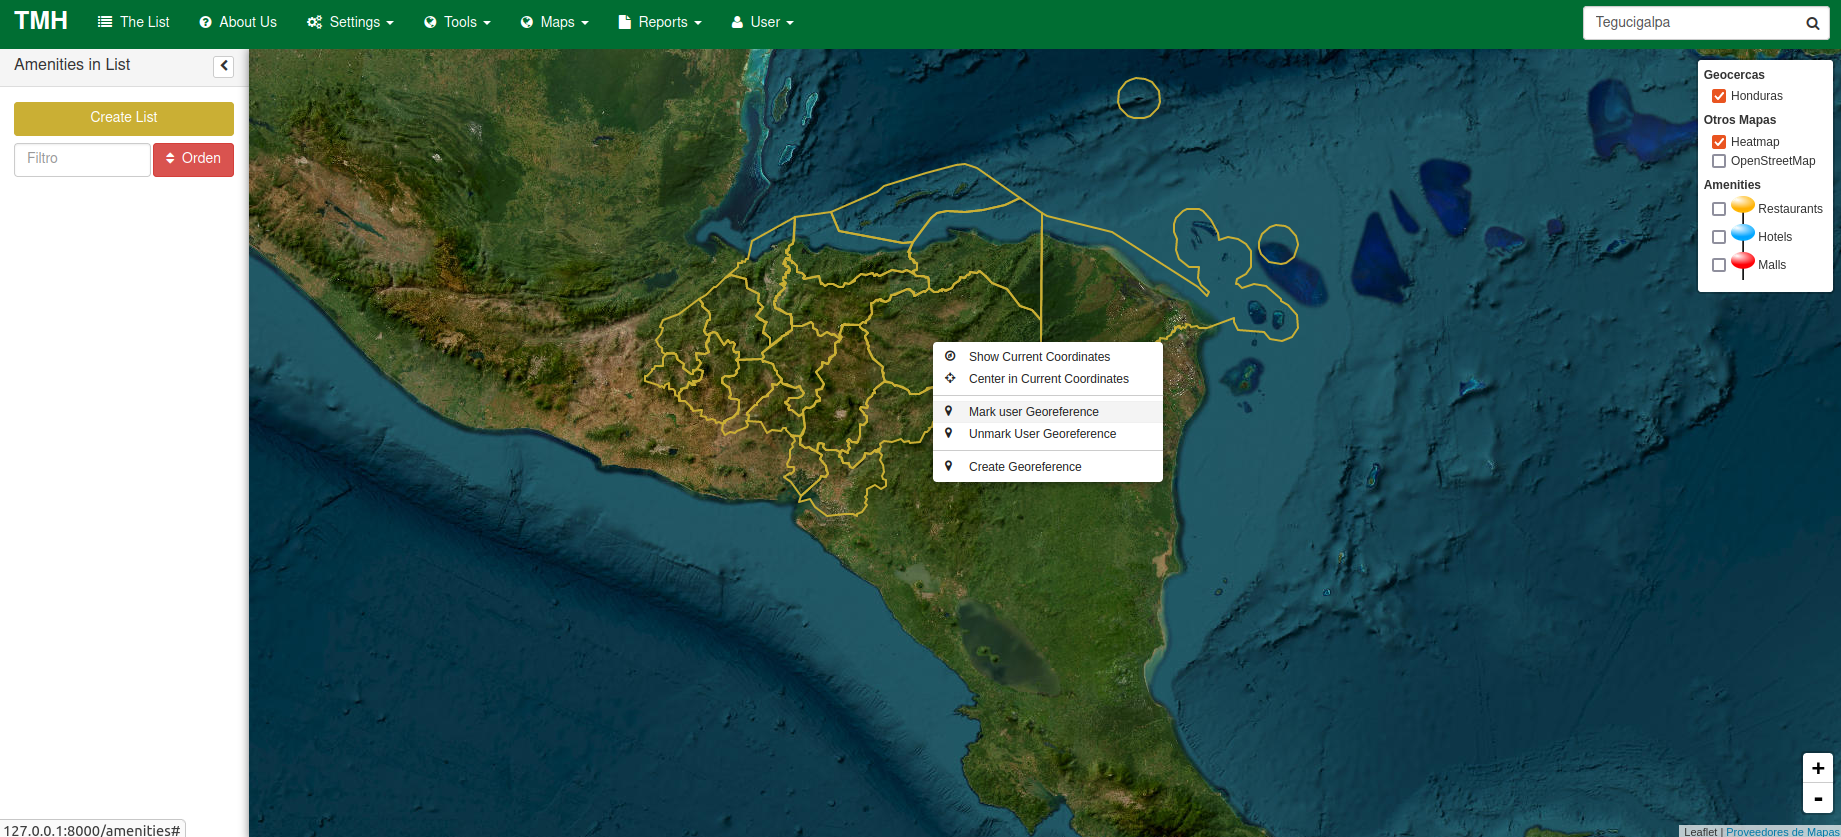 TMH The List About Us Settings Tools Maps Reports User Tegucigalpa
Amenities in List
Create List
Filtro Orden
Geocercas
Honduras
Otros Mapas
Heatmap
OpenStreetMap
Amenities
Restaurants
Hotels
Malls
Show Current Coordinates
Center in Current Coordinates
Mark user Georeference
Unmark User Georeference
Create Georeference
+
-
127.0.0.1:8000/amenities#
Leaflet | Proveedores de Mapas